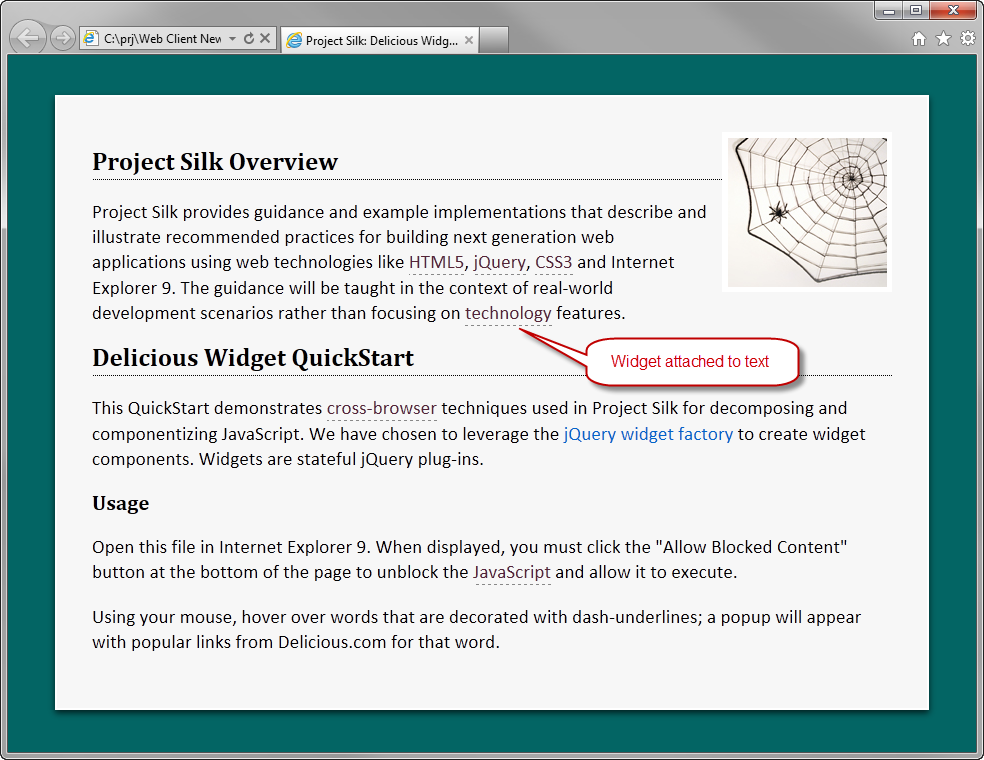 C:\prj\Web Client New
Project Silk: Delicious Widg...
Project Silk Overview
Project Silk provides guidance and example implementations that describe and
illustrate recommended practices for building next generation web
applications using web technologies like HTML5, jQuery, CSS3 and Internet
Explorer 9. The guidance will be taught in the context of real-world
development scenarios rather than focusing on technology features.
Widget attached to text
Delicious Widget QuickStart
This QuickStart demonstrates cross-browser techniques used in Project Silk for decomposing and
componentizing JavaScript. We have chosen to leverage the jQuery widget factory to create widget
components. Widgets are stateful jQuery plug-ins.
Usage
Open this file in Internet Explorer 9. When displayed, you must click the "Allow Blocked Content"
button at the bottom of the page to unblock the JavaScript and allow it to execute.
Using your mouse, hover over words that are decorated with dash-underlines; a popup will appear
with popular links from Delicious.com for that word.